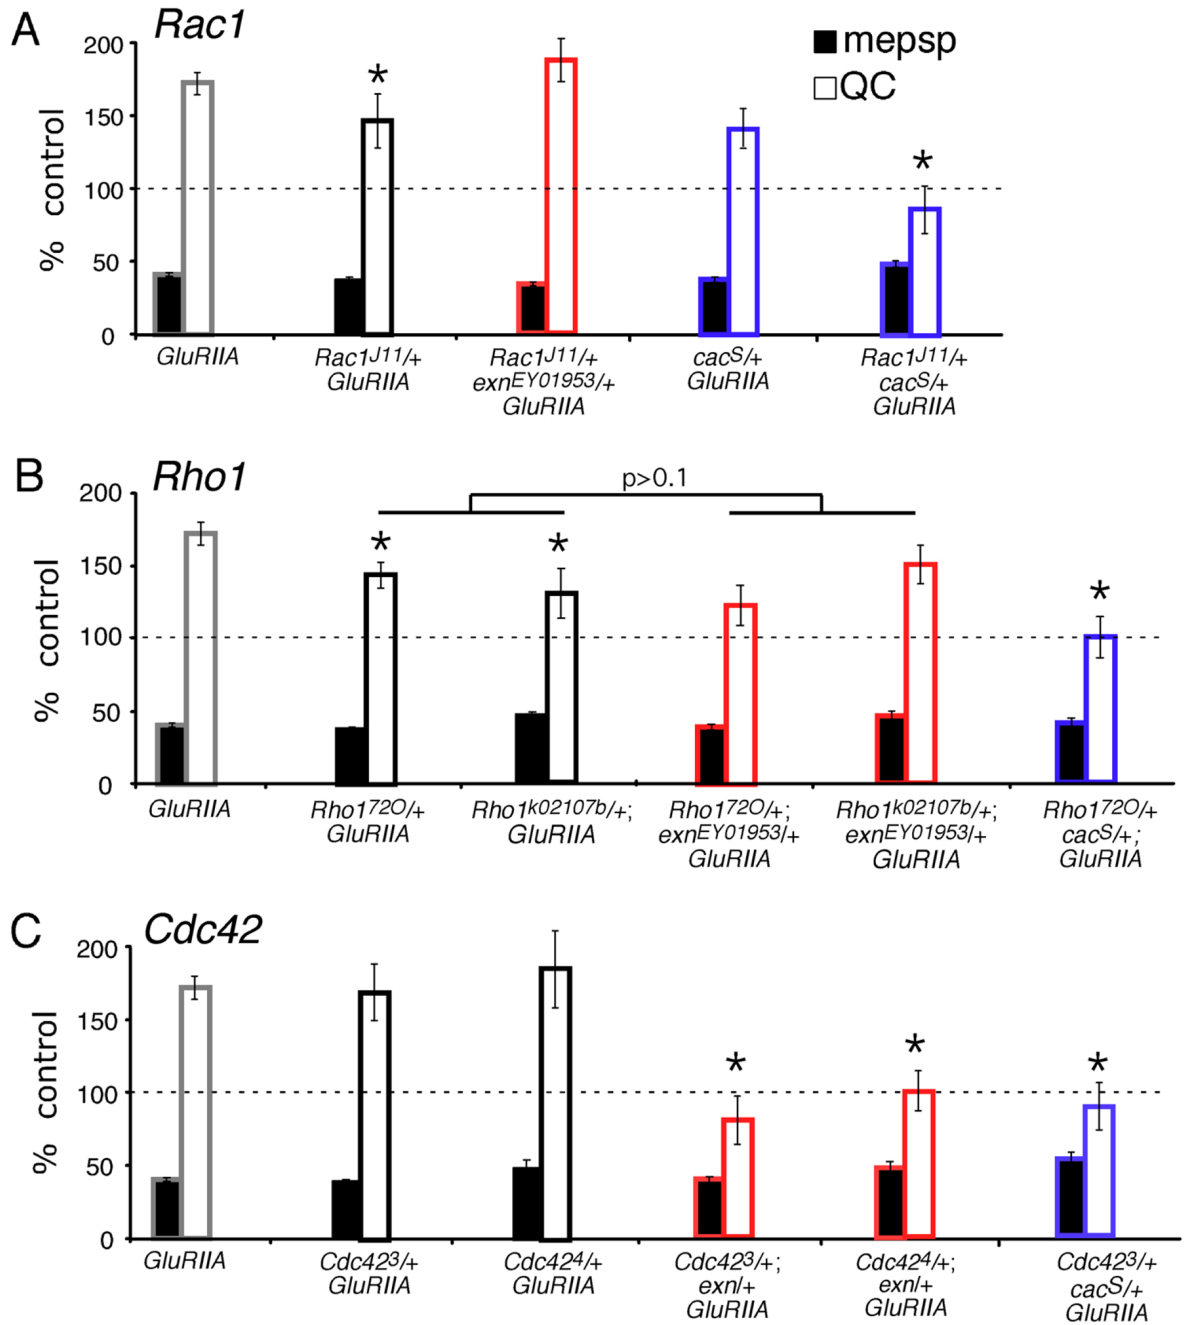 A Rac1
mepsp
QC
% control
200
150
100
50
0
*
*
GluRIIA
Rac1J11/+
GluRIIA
Rac1J11/+
exnEY01953/+
GluRIIA
cacS/+
GluRIIA
Rac1J11/+
cacS/+
GluRIIA
B Rho1
p>0.1
% control
200
150
100
50
0
*
*
*
GluRIIA
Rho172O/+
GluRIIA
Rho1k02107b/+;
GluRIIA
Rho172O/+;
exnEY01953/+
GluRIIA
Rho1k02107b/+;
exnEY01953/+
GluRIIA
Rho172O/+
cacS/+;
GluRIIA
C Cdc42
% control
200
150
100
50
0
*
*
*
GluRIIA
Cdc423/+
GluRIIA
Cdc424/+
GluRIIA
Cdc423/+;
exn/+
GluRIIA
Cdc424/+;
exn/+
GluRIIA
Cdc423/+
cacS/+
GluRIIA